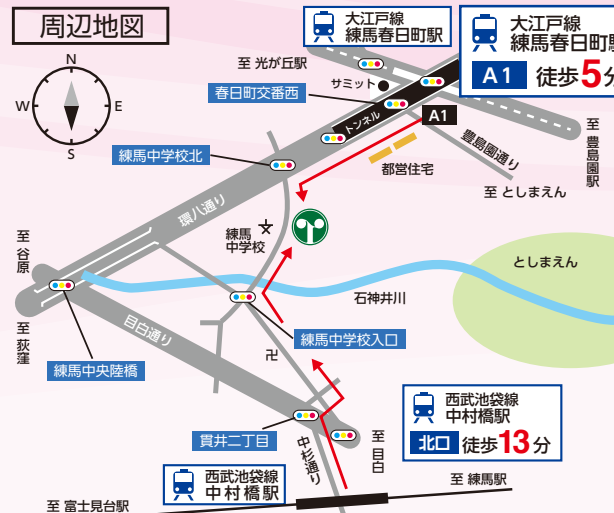 周辺地図
N
W
E
S
大江戸線
練馬春日町駅
大江戸線
練馬春日町駅
A1 徒歩5分
至 光が丘駅
サミット
春日町交番西
トンネル
A1
豊島園通り
至 豊島園駅
都営住宅
練馬中学校北
至 としまえん
環八通り
練馬
中学校
文
至 谷原
としまえん
石神井川
至 荻窪
目白通り
練馬中学校入口
卍
練馬中央陸橋
西武池袋線
中村橋駅
北口 徒歩13分
貫井二丁目
中杉通り
至 目白
西武池袋線
中村橋駅
至 練馬駅
至 富士見台駅